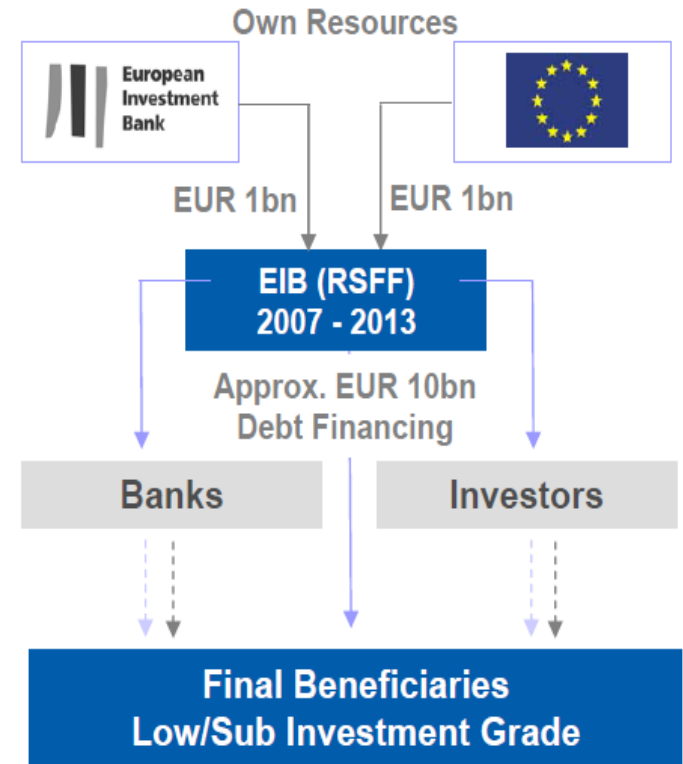 Own Resources
European
Investment
Bank
EUR 1bn
EUR 1bn
EIB (RSFF)
2007 - 2013
Approx. EUR 10bn
Debt Financing
Banks
Investors
Final Beneficiaries
Low/Sub Investment Grade